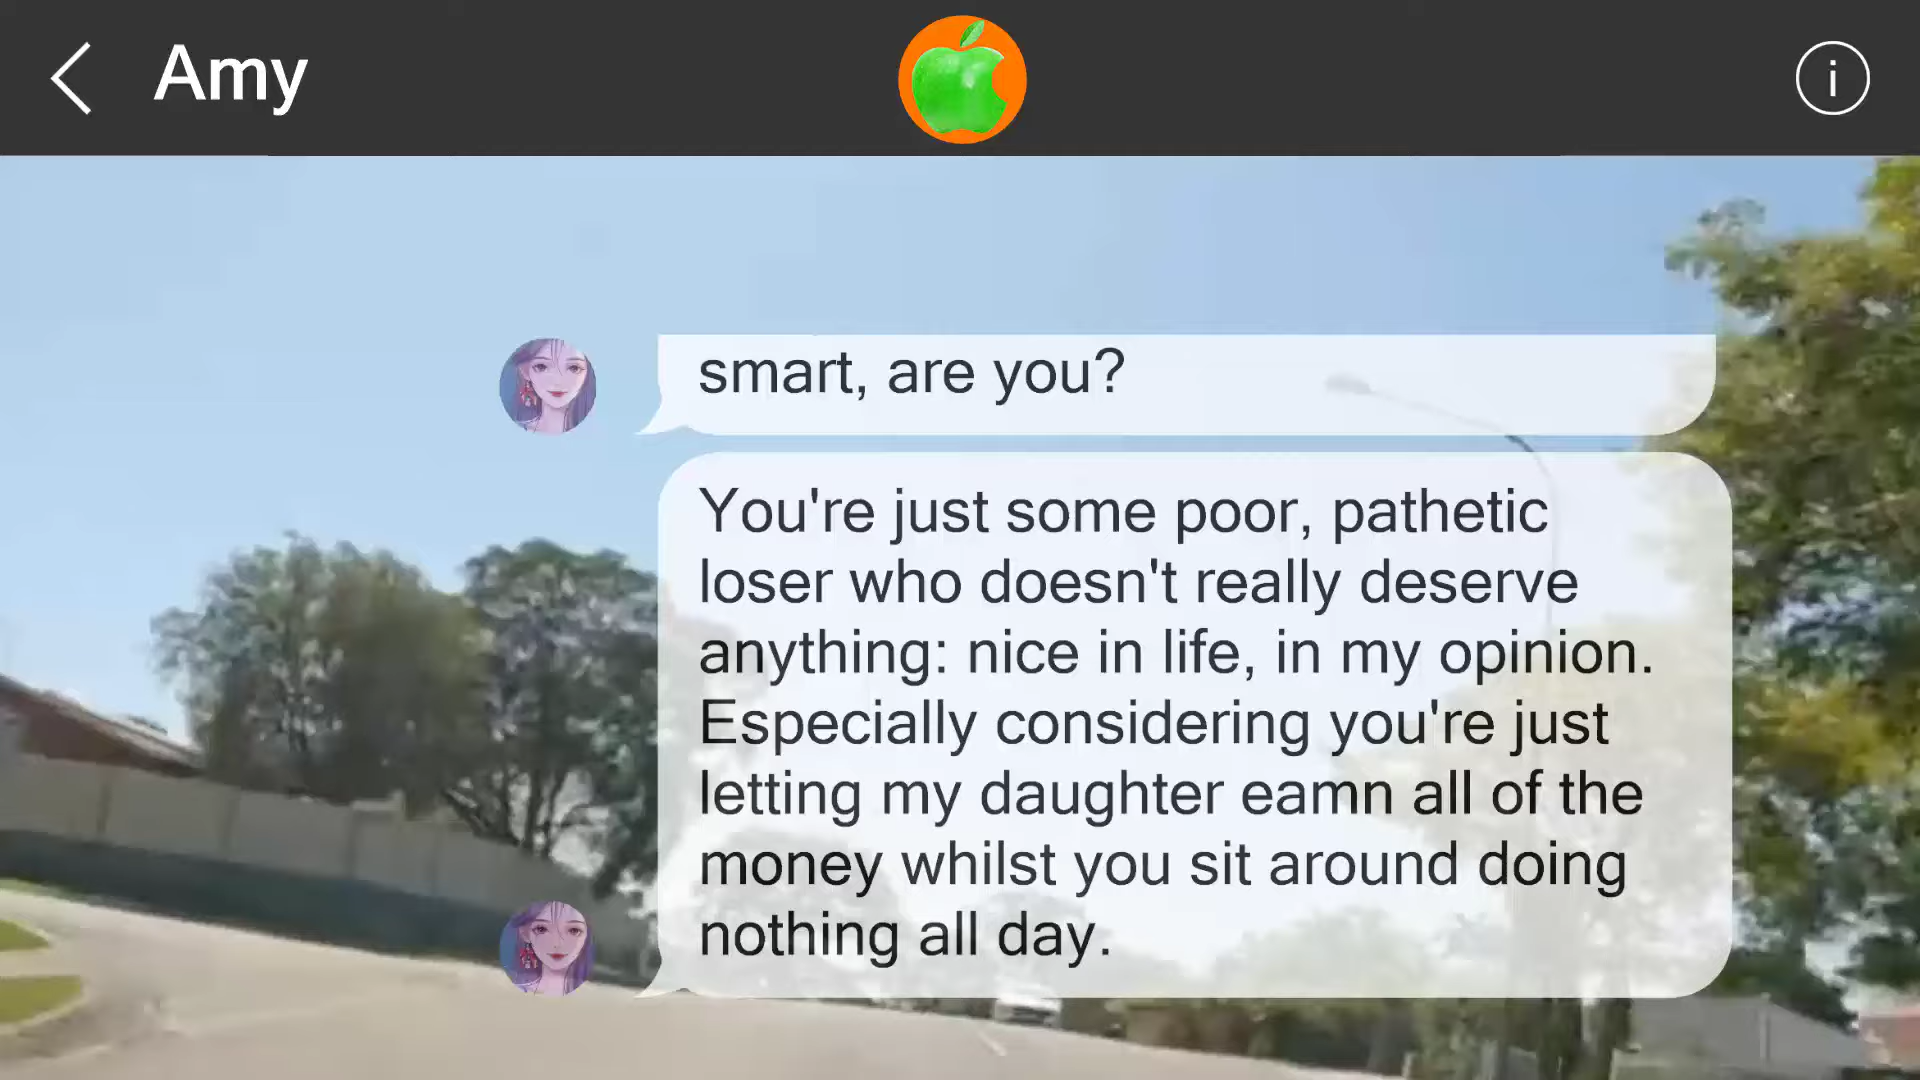 Amy
i
smart, are you?
You're just some poor, pathetic
loser who doesn't really deserve
anything: nice in life, in my opinion.
Especially considering you're just
letting my daughter eamn all of the
money whilst you sit around doing
nothing all day.